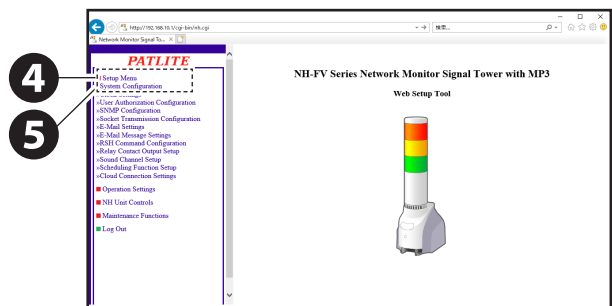 http://192.168.10.1/cgi-bin/nh.cgi
検索...
Network Monitor Signal To...
PATLITE
Setup Menu
System Configuration
»User Authorization Configuration
»SNMP Configuration
»Socket Transmission Configuration
»E-Mail Settings
»E-Mail Message Settings
»RSH Command Configuration
»Relay Contact Output Setup
»Sound Channel Setup
»Scheduling Function Setup
»Cloud Connection Settings
Operation Settings
NH Unit Controls
Maintenance Functions
Log Out
NH-FV Series Network Monitor Signal Tower with MP3
Web Setup Tool
4
5